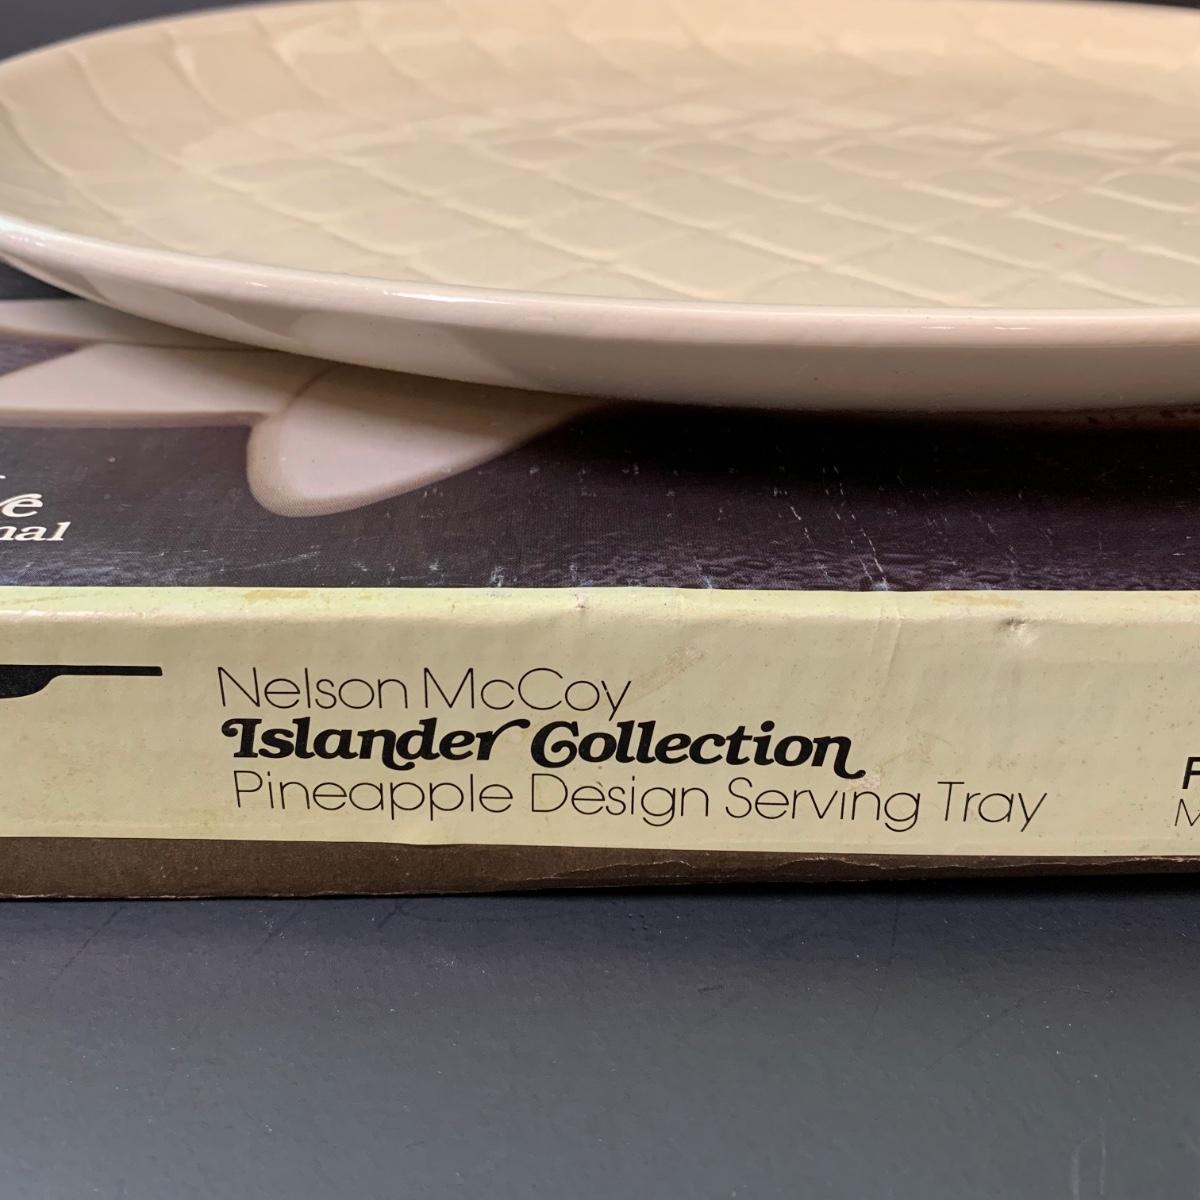 Nelson McCoy
Islander Collection
Pineapple Design Serving Tray